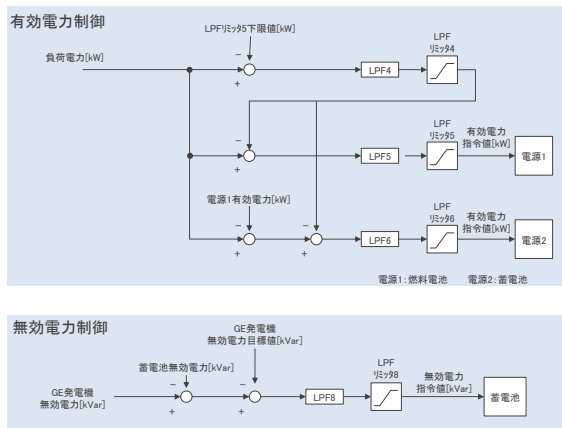 有効電力制御
LPFリミッタ5下限値[kW]
LPF
リミッタ4
負荷電力[kW]
−
+
LPF4
LPF
リミッタ5
有効電力
指令値[kW]
−
+
LPF5
電源1
電源1有効電力[kW]
LPF
リミッタ6
有効電力
指令値[kW]
−
−
+
+
LPF6
電源2
電源1:燃料電池
電源2:蓄電池
無効電力制御
GE発電機
無効電力目標値[kVar]
蓄電池無効電力[kVar]
LPF
リミッタ8
無効電力
指令値[kVar]
GE発電機
無効電力[kVar]
−
−
+
+
LPF8
蓄電池